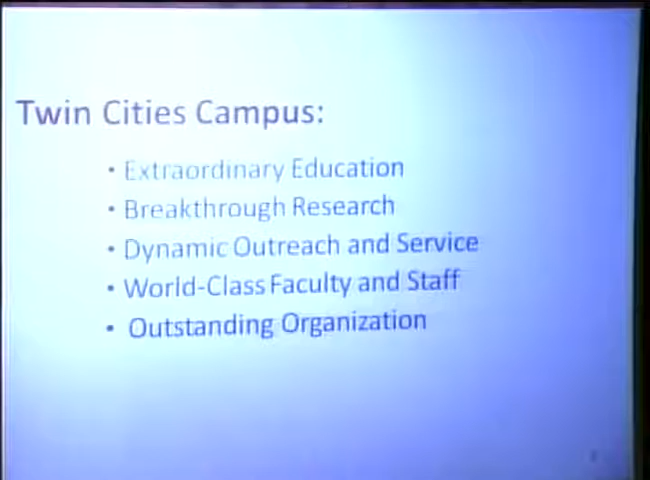 Twin Cities Campus:
• Extraordinary Education
• Breakthrough Research
• Dynamic Outreach and Service
• World-Class Faculty and Staff
• Outstanding Organization